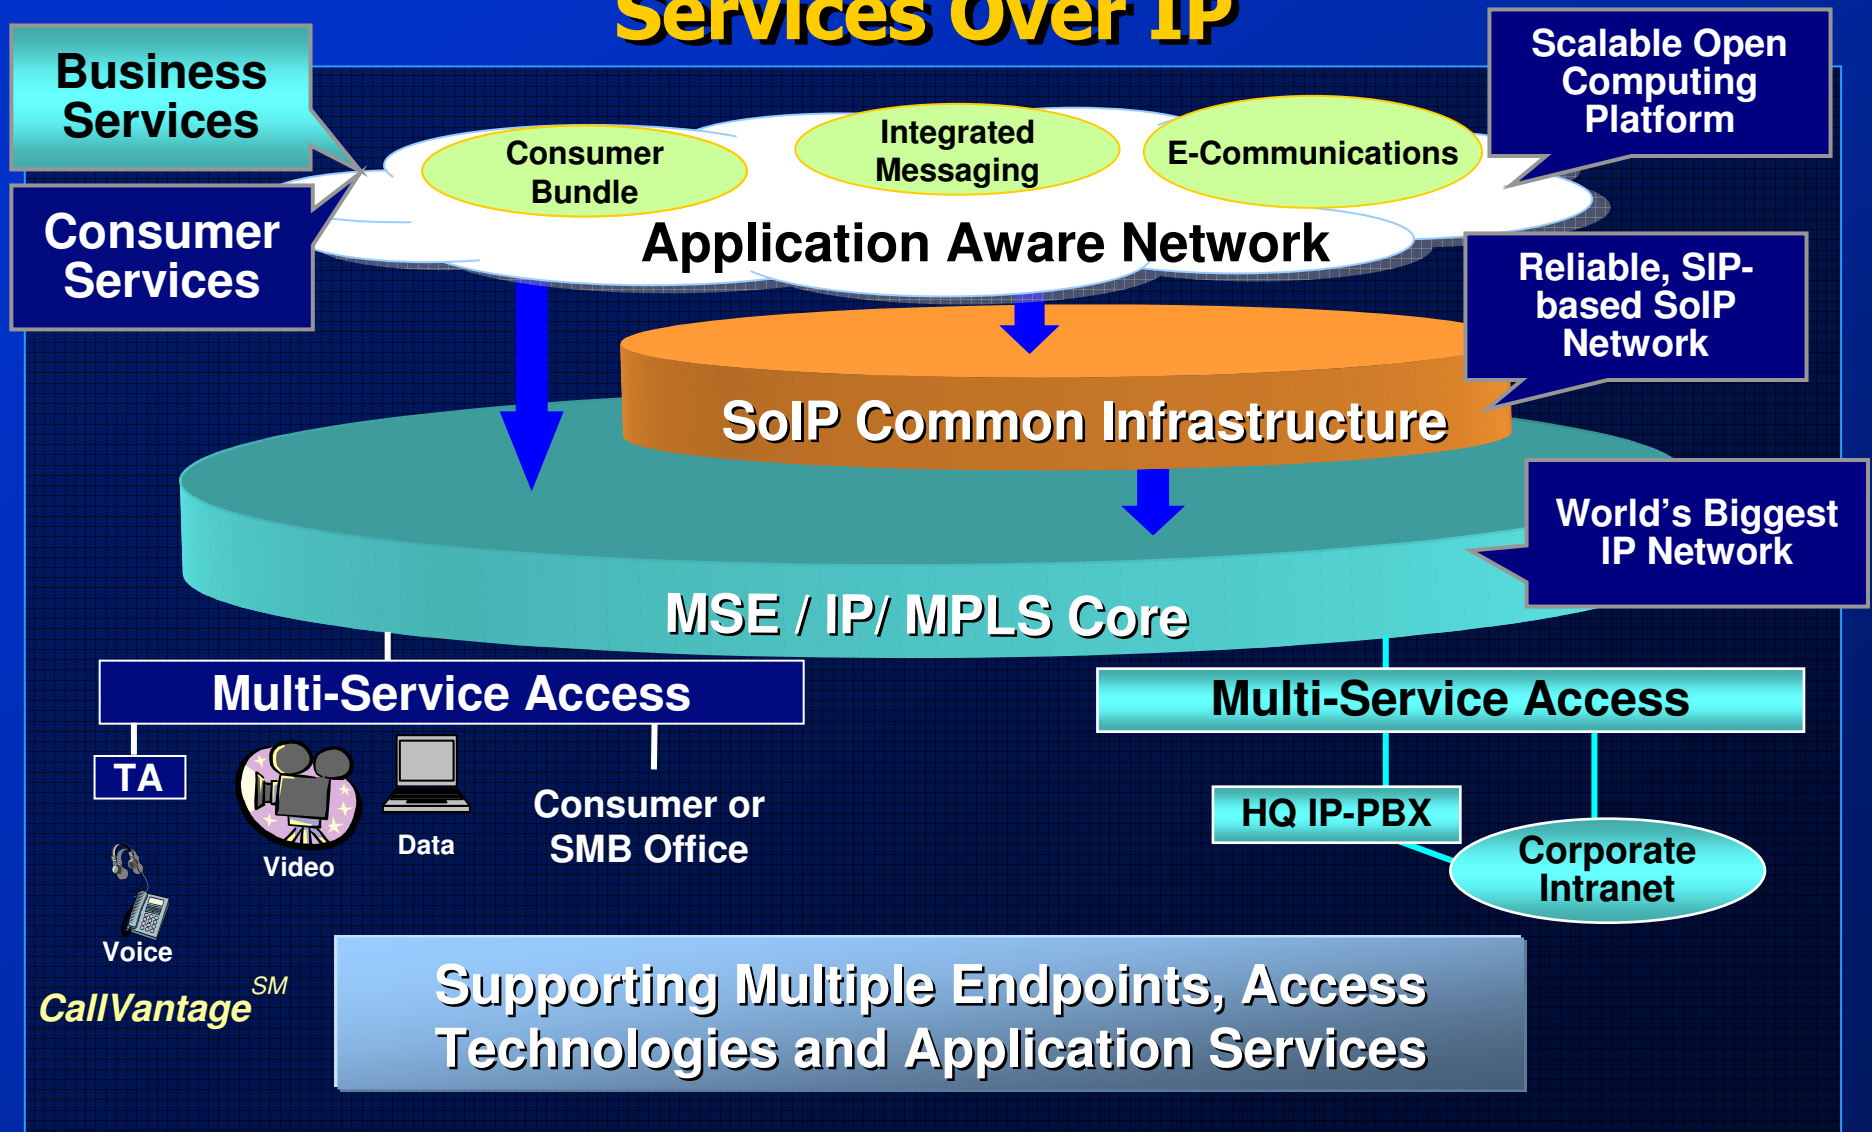 Services Over IP
Business
Services
Consumer
Services
Scalable Open
Computing
Platform
Consumer
Bundle
Integrated
Messaging
E-Communications
Application Aware Network
Reliable, SIP-
based SoIP
Network
SoIP Common Infrastructure
World's Biggest
IP Network
MSE / IP/ MPLS Core
Multi-Service Access
TA
Video
Data
Consumer or
SMB Office
Voice
CallVantage SM
Multi-Service Access
HQ IP-PBX
Corporate
Intranet
Supporting Multiple Endpoints, Access
Technologies and Application Services